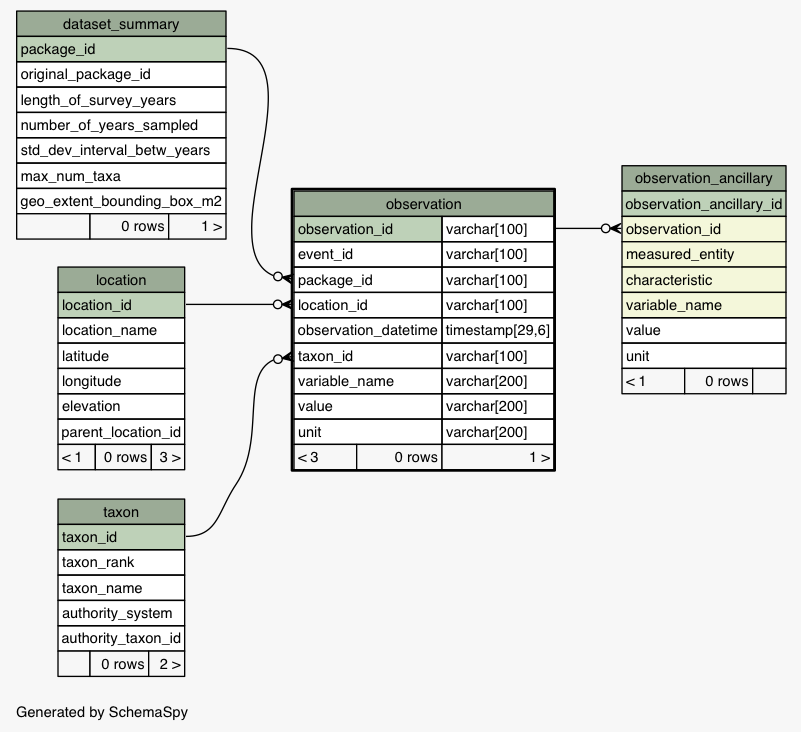 dataset_summary
package_id
original_package_id
length_of_survey_years
number_of_years_sampled
std_dev_interval_betw_years
max_num_taxa
geo_extent_bounding_box_m2
0 rows 1 >
location
location_id
location_name
latitude
longitude
elevation
parent_location_id
< 1 0 rows 3 >
taxon
taxon_id
taxon_rank
taxon_name
authority_system
authority_taxon_id
0 rows 2 >
observation
observation_id varchar[100]
event_id varchar[100]
package_id varchar[100]
location_id varchar[100]
observation_datetime timestamp[29,6]
taxon_id varchar[100]
variable_name varchar[200]
value varchar[200]
unit varchar[200]
< 3 0 rows 1 >
observation_ancillary
observation_ancillary_id
observation_id
measured_entity
characteristic
variable_name
value
unit
< 1 0 rows
Generated by SchemaSpy